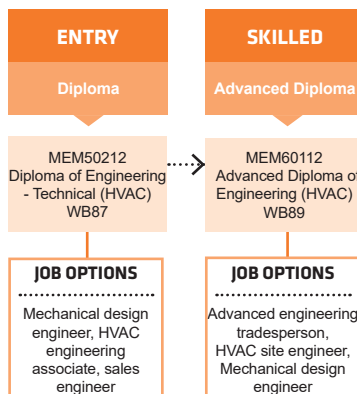 ENTRY
Diploma
MEM50212
Diploma of Engineering
- Technical (HVAC)
WB87
JOB OPTIONS
Mechanical design
engineer, HVAC
engineering
associate, sales
engineer
SKILLED
Advanced Diploma
MEM60112
Advanced Diploma of
Engineering (HVAC)
WB89
JOB OPTIONS
Advanced engineering
tradesperson,
HVAC site engineer,
Mechanical design
engineer